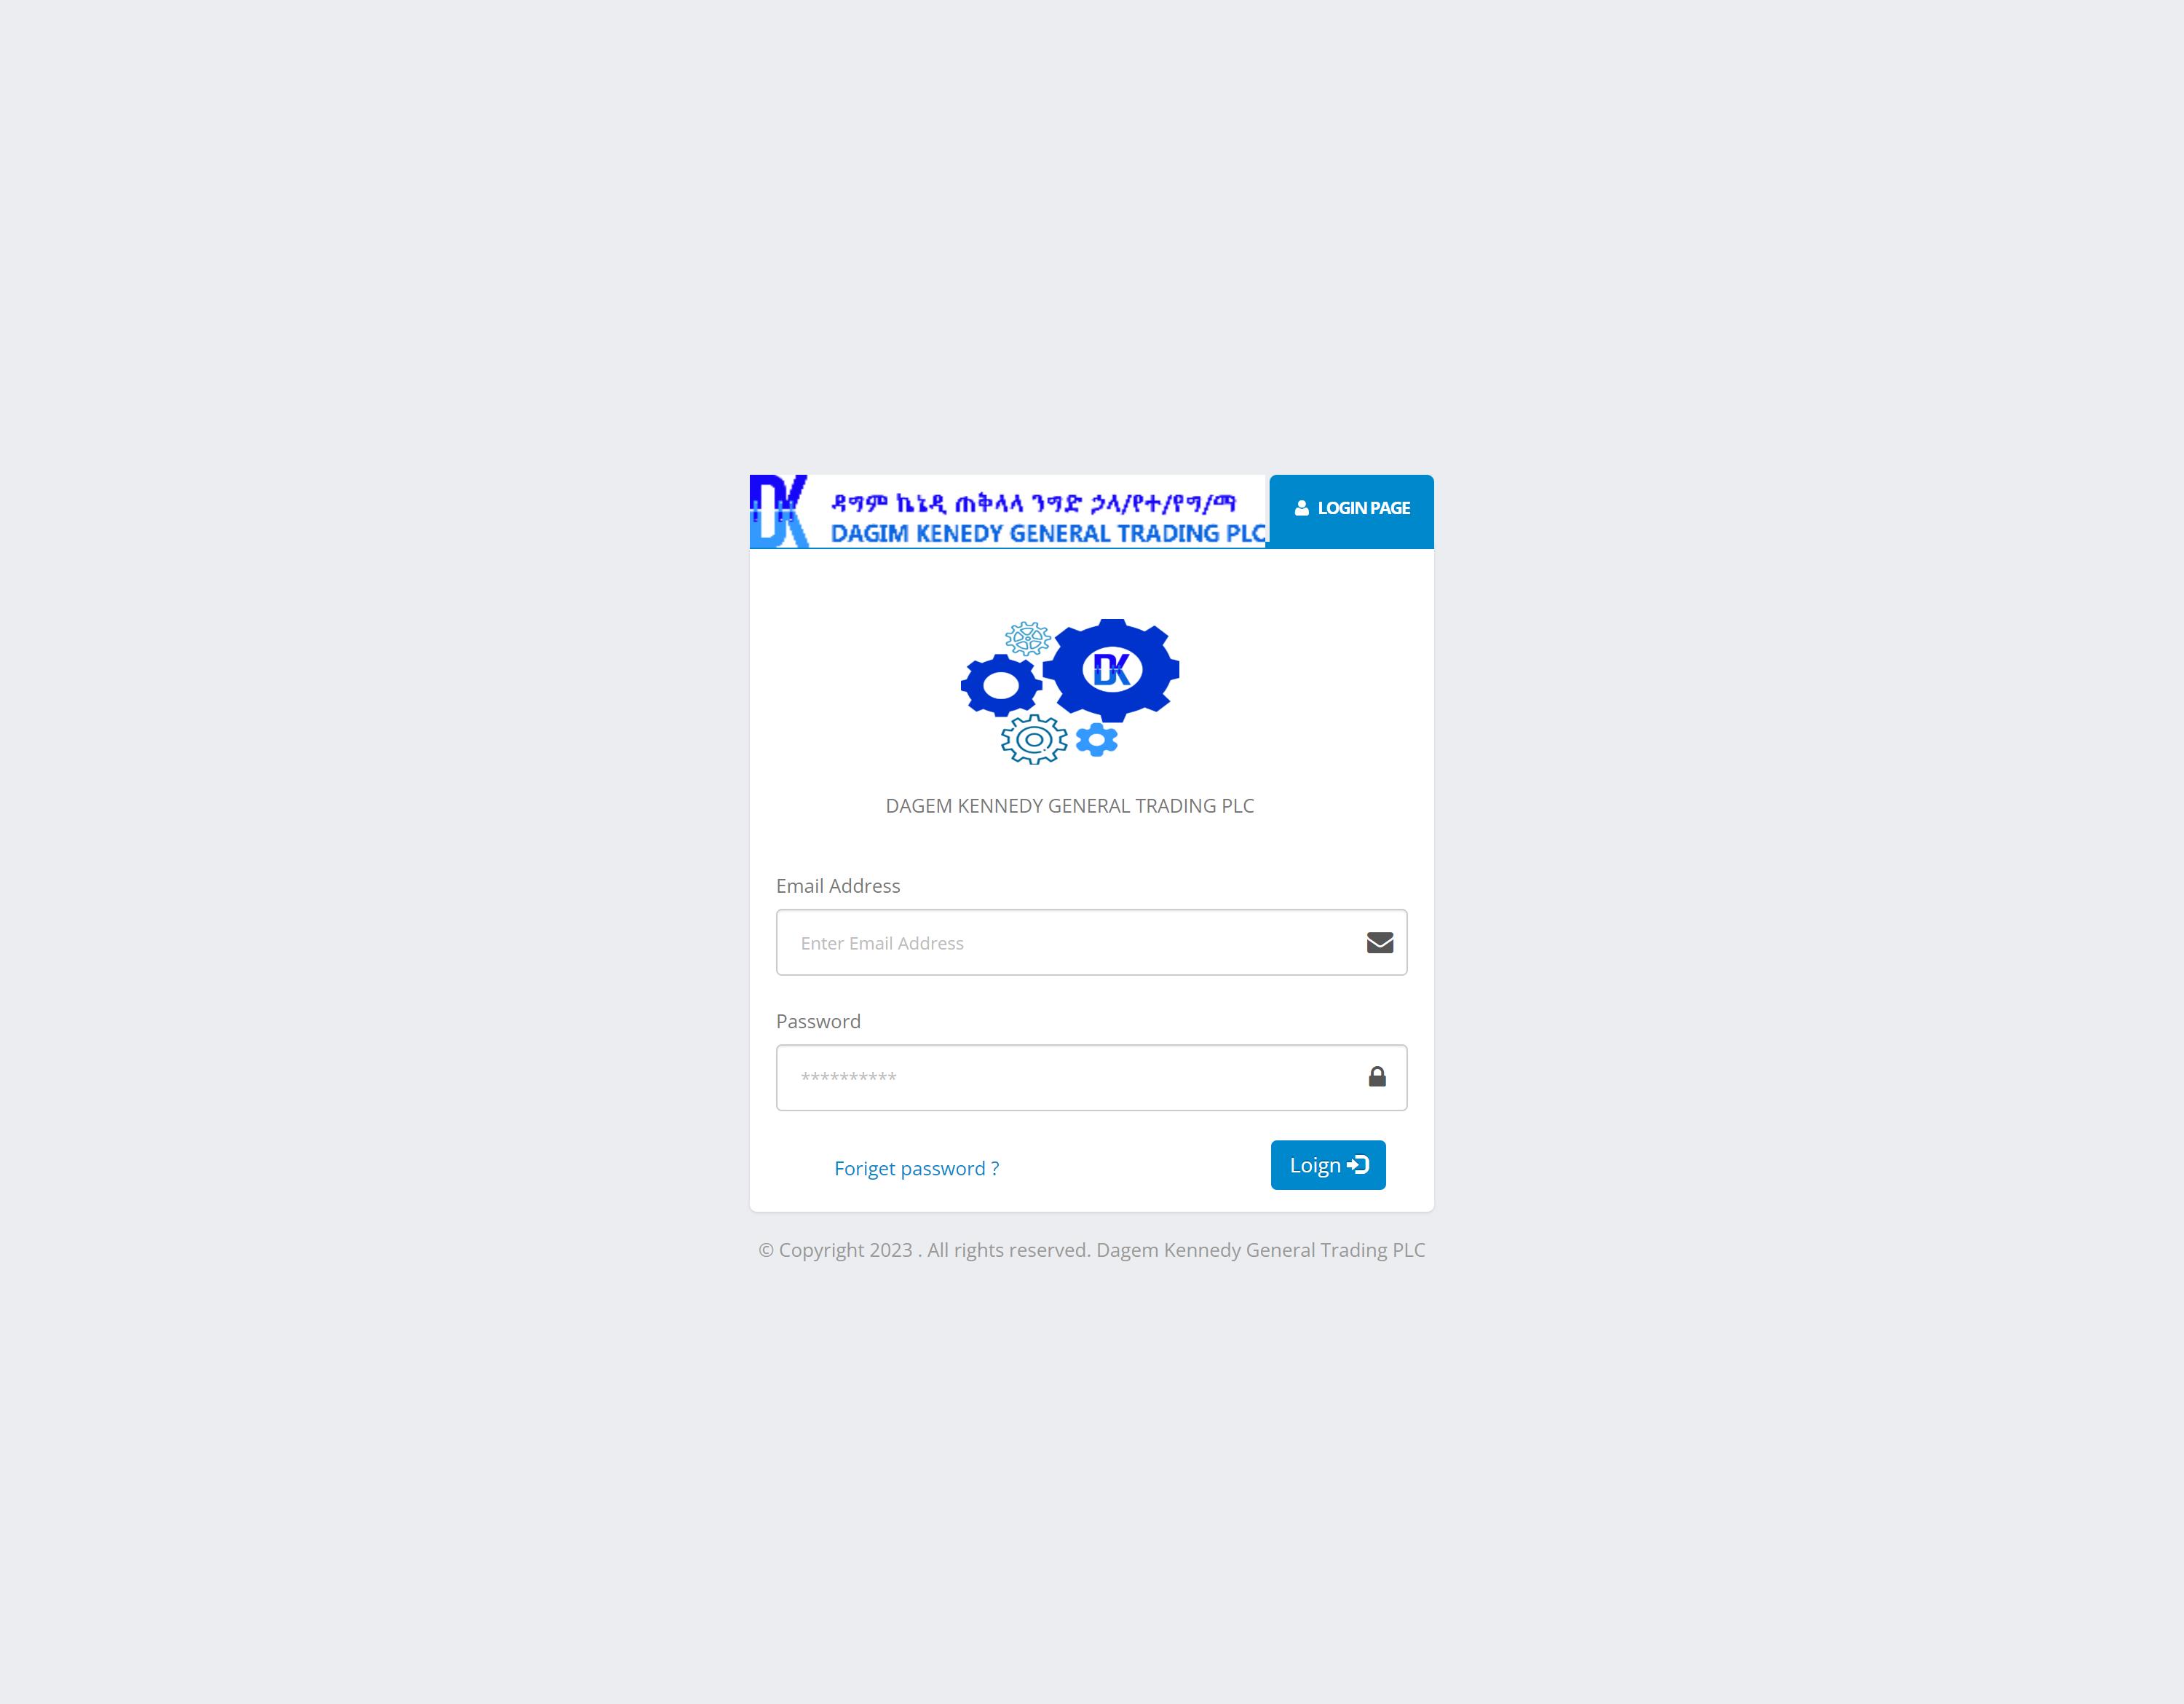 DK
ዳግም ኬኔዲ ጠቅላላ ንግድ ኃላ/የተ/የግ/ማ
DAGIM KENEDY GENERAL TRADING PLC
LOGIN PAGE
DK
DAGEM KENNEDY GENERAL TRADING PLC
Email Address
Enter Email Address
Password
**********
Foriget password ?
Loign
© Copyright 2023 . All rights reserved. Dagem Kennedy General Trading PLC